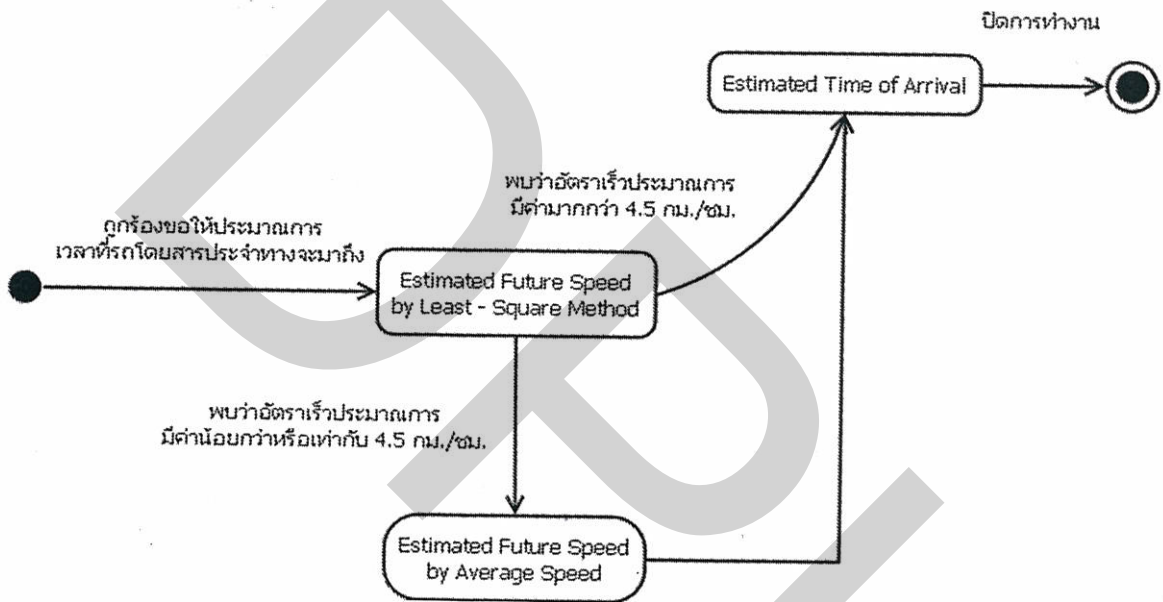 ปิดการทำงาน
Estimated Time of Arrival
พบว่าอัตราเร็วประมาณการ
มีค่ามากกว่า 4.5 กม./ชม.
ถูกร้องขอให้ประมาณการ
เวลาที่รถโดยสารประจำทางจะมาถึง
Estimated Future Speed
by Least - Square Method
พบว่าอัตราเร็วประมาณการ
มีค่าน้อยกว่าหรือเท่ากับ 4.5 กม./ชม.
Estimated Future Speed
by Average Speed